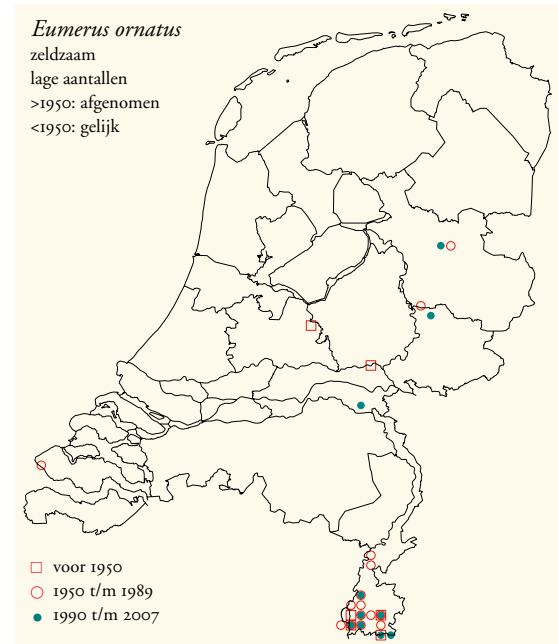 Eumerus ornatus
zeldzaam
lage aantallen
>1950: afgenomen
<1950: gelijk
voor 1950
1950 t/m 1989
1990 t/m 2007